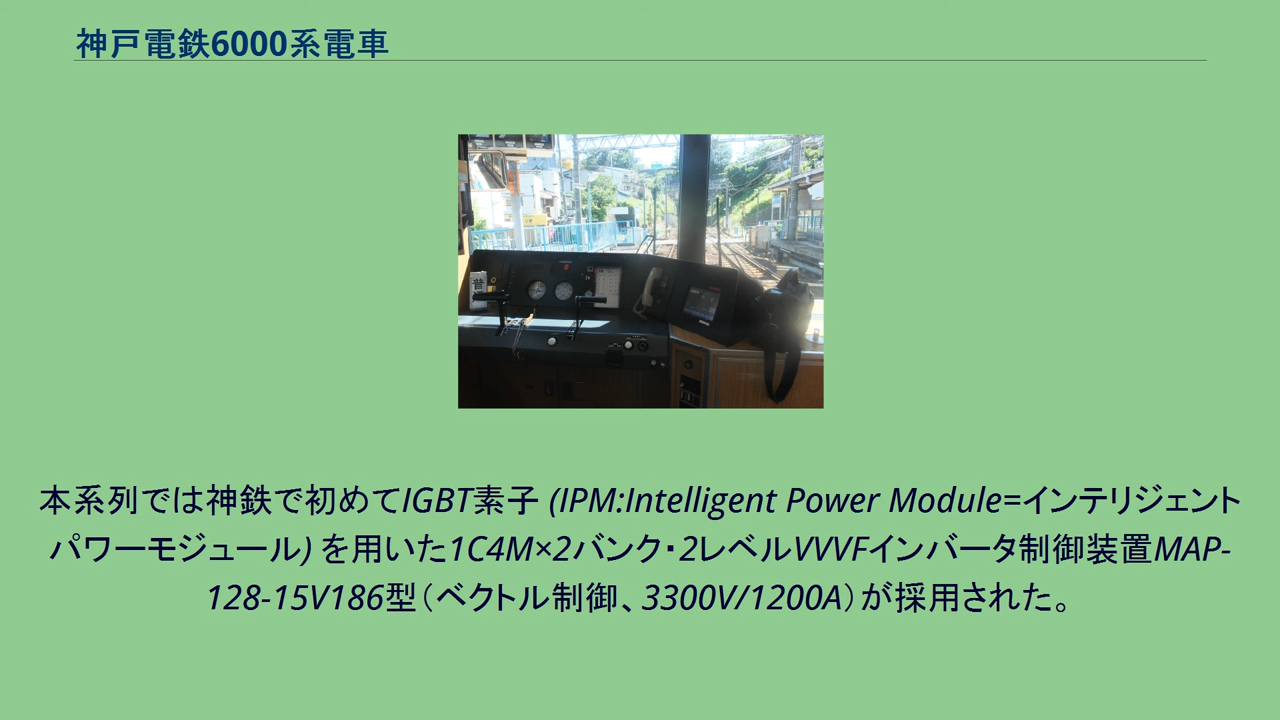 神戸電鉄6000系電車
本系列では神鉄で初めてIGBT素子 (IPM:Intelligent Power Module=インテリジェント
パワーモジュール) を用いた1C4M×2バンク・2レベルVVVFインバータ制御装置MAP-
128-15V186型（ベクトル制御、3300V/1200A）が採用された。